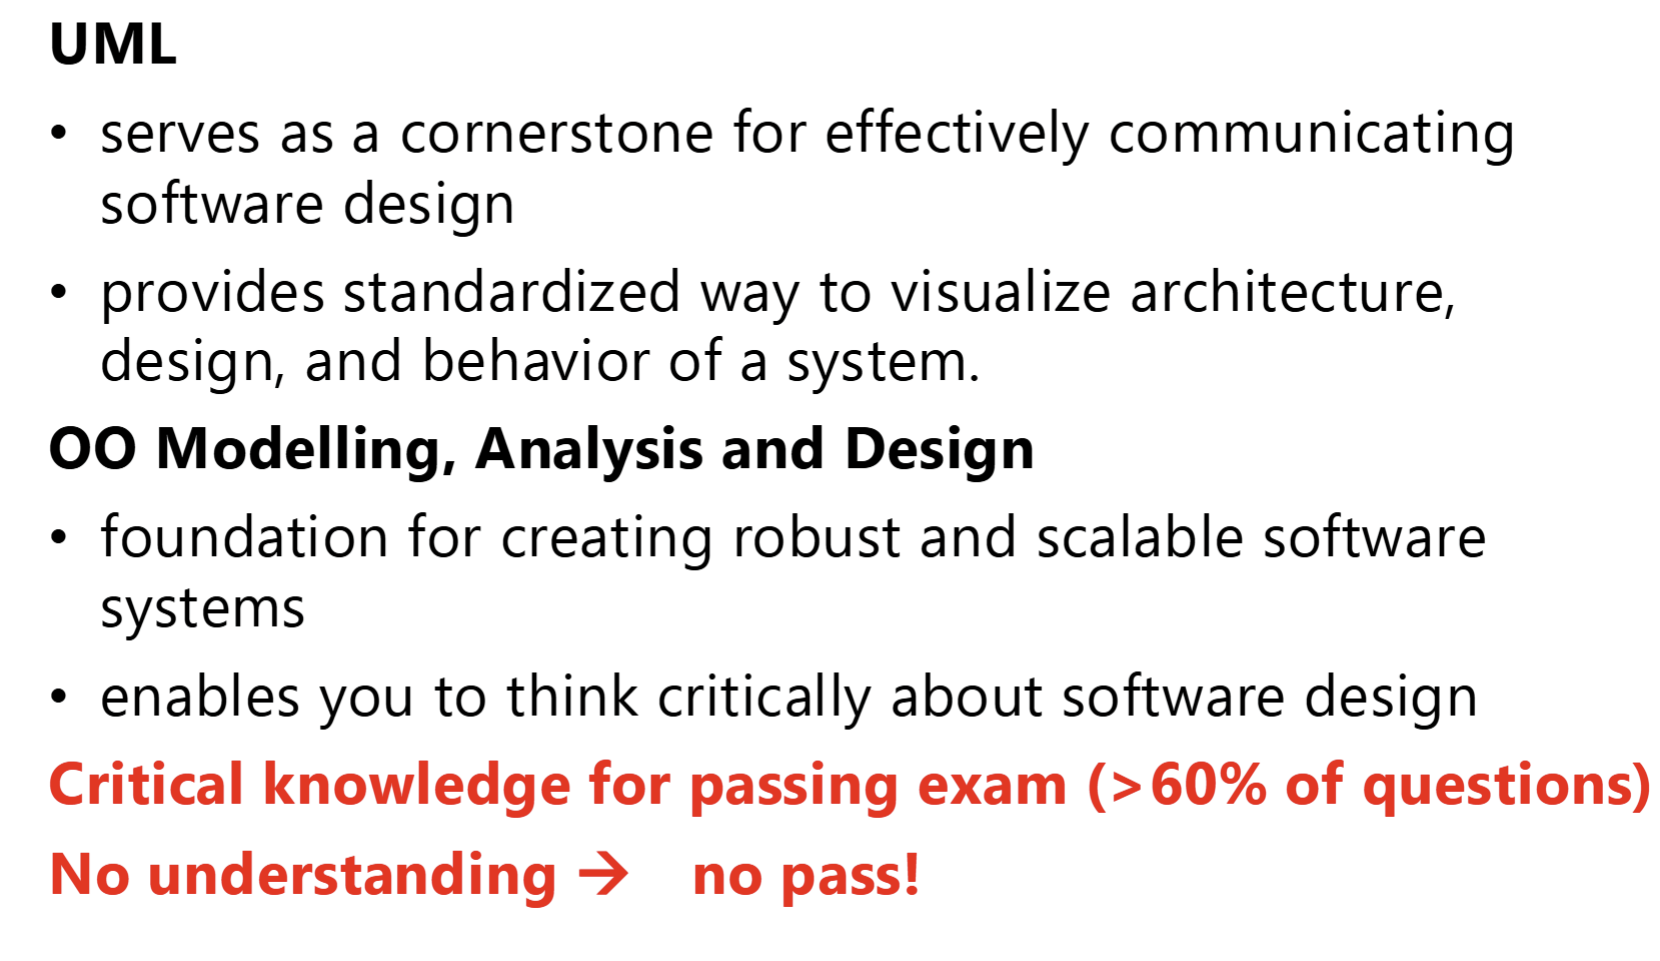 UML
• serves as a cornerstone for effectively communicating
software design
• provides standardized way to visualize architecture,
design, and behavior of a system.
OO Modelling, Analysis and Design
• foundation for creating robust and scalable software
systems
• enables you to think critically about software design
Critical knowledge for passing exam (>60% of questions)
No understanding → no pass!